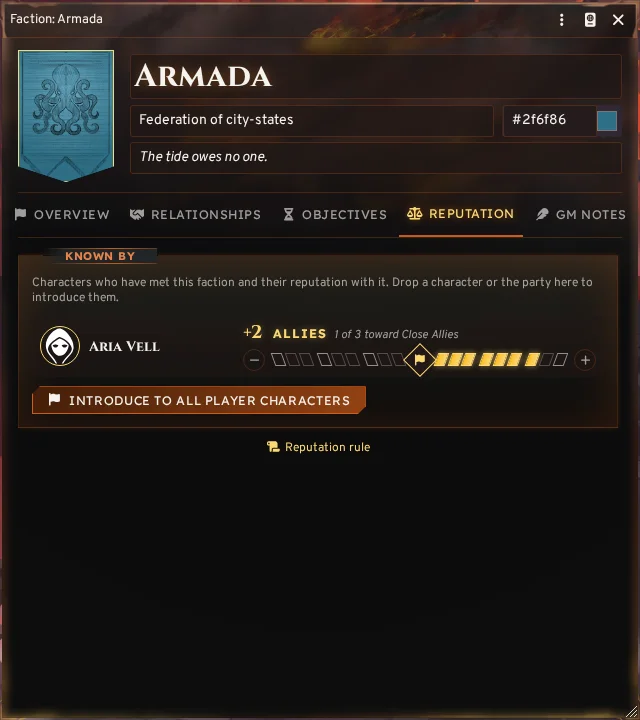 Faction: Armada
Armada
Federation of city-states
#2f6f86
The tide owes no one.
OVERVIEW
RELATIONSHIPS
OBJECTIVES
REPUTATION
GM NOTES
KNOWN BY
Characters who have met this faction and their reputation with it. Drop a character or the party here to
introduce them.
Aria Vell
+2 ALLIES 1 of 3 toward Close Allies
INTRODUCE TO ALL PLAYER CHARACTERS
Reputation rule